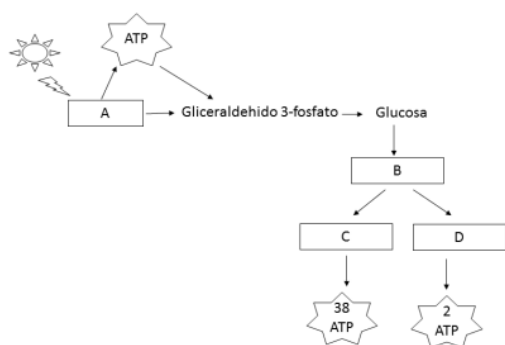 ATP
A
Gliceraldehido 3-fosfato
Glucosa
B
C
D
38
ATP
2
ATP